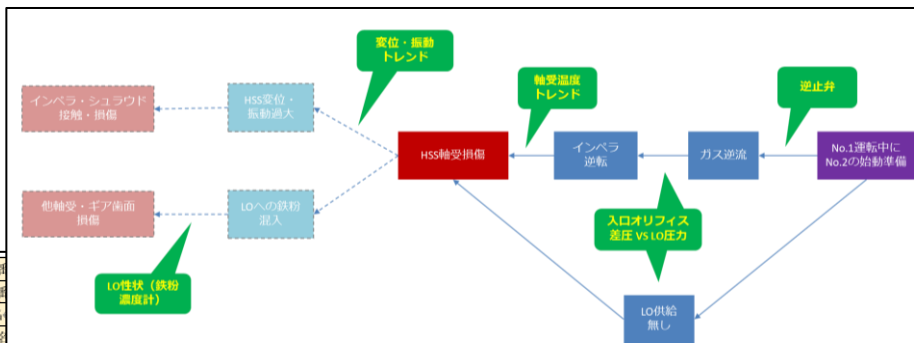 変位・振動
トレンド
インペラ・シュラウド
接触・損傷
HSS変位・
振動過大
軸受温度
トレンド
逆止弁
HSS軸受損傷
インペラ
逆転
ガス逆流
No.1運転中に
No.2の始動準備
他軸受・ギア歯面
損傷
LOへの鉄粉
混入
入口オリフィス
差圧 VS LO圧力
LO性状（鉄粉
濃度計）
LO供給
無し